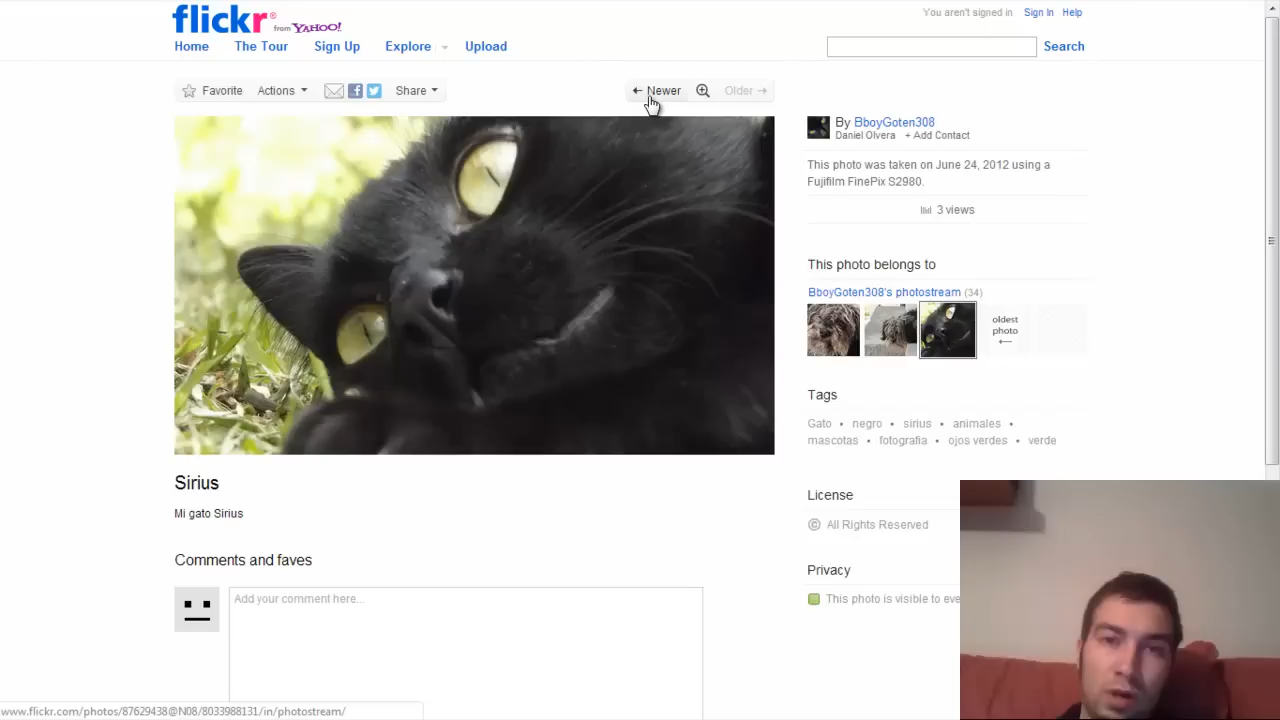 flickr from YAHOO!
You aren't signed in Sign In Help
Home The Tour Sign Up Explore Upload
Search
Favorite Actions Share
← Newer
Older →
By BboyGoten308
Daniel Olvera + Add Contact
This photo was taken on June 24, 2012 using a
Fujifilm FinePix S2980.
3 views
This photo belongs to
BboyGoten308's photostream (34)
oldest
photo
←
Tags
Gato • negro • sirius • animales •
mascotas • fotografia • ojos verdes • verde
Sirius
Mi gato Sirius
License
© All Rights Reserved
Comments and faves
Privacy
Add your comment here...
This photo is visible to eve
www.flickr.com/photos/87629438@N08/8033988131/in/photostream/